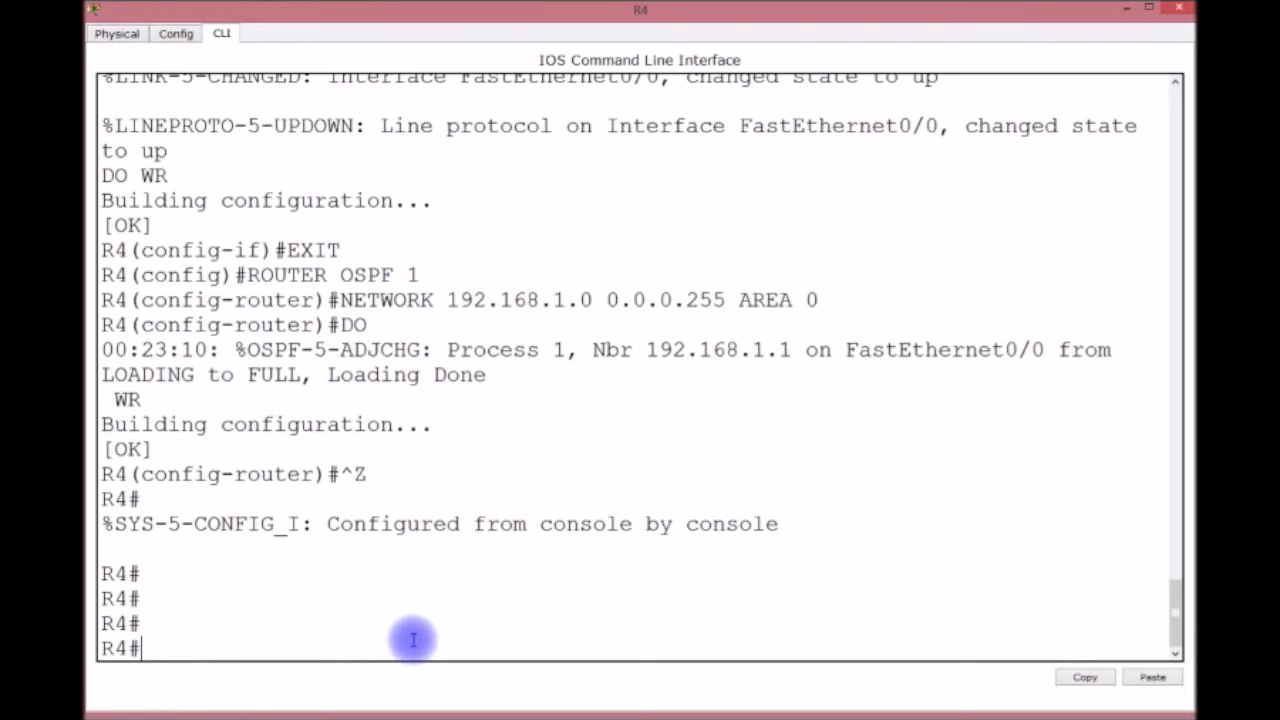 R4
Physical Config CLI
IOS Command Line Interface
%LINK-5-CHANGED: Interface FastEthernet0/0, changed state to up
%LINEPROTO-5-UPDOWN: Line protocol on Interface FastEthernet0/0, changed state
to up
DO WR
Building configuration...
[OK]
R4(config-if)#EXIT
R4(config)#ROUTER OSPF 1
R4(config-router)#NETWORK 192.168.1.0 0.0.0.255 AREA 0
R4(config-router)#DO
00:23:10: %OSPF-5-ADJCHG: Process 1, Nbr 192.168.1.1 on FastEthernet0/0 from
LOADING to FULL, Loading Done
WR
Building configuration...
[OK]
R4(config-router)#^Z
R4#
%SYS-5-CONFIG_I: Configured from console by console
R4#
R4#
R4#
R4#
Copy Paste